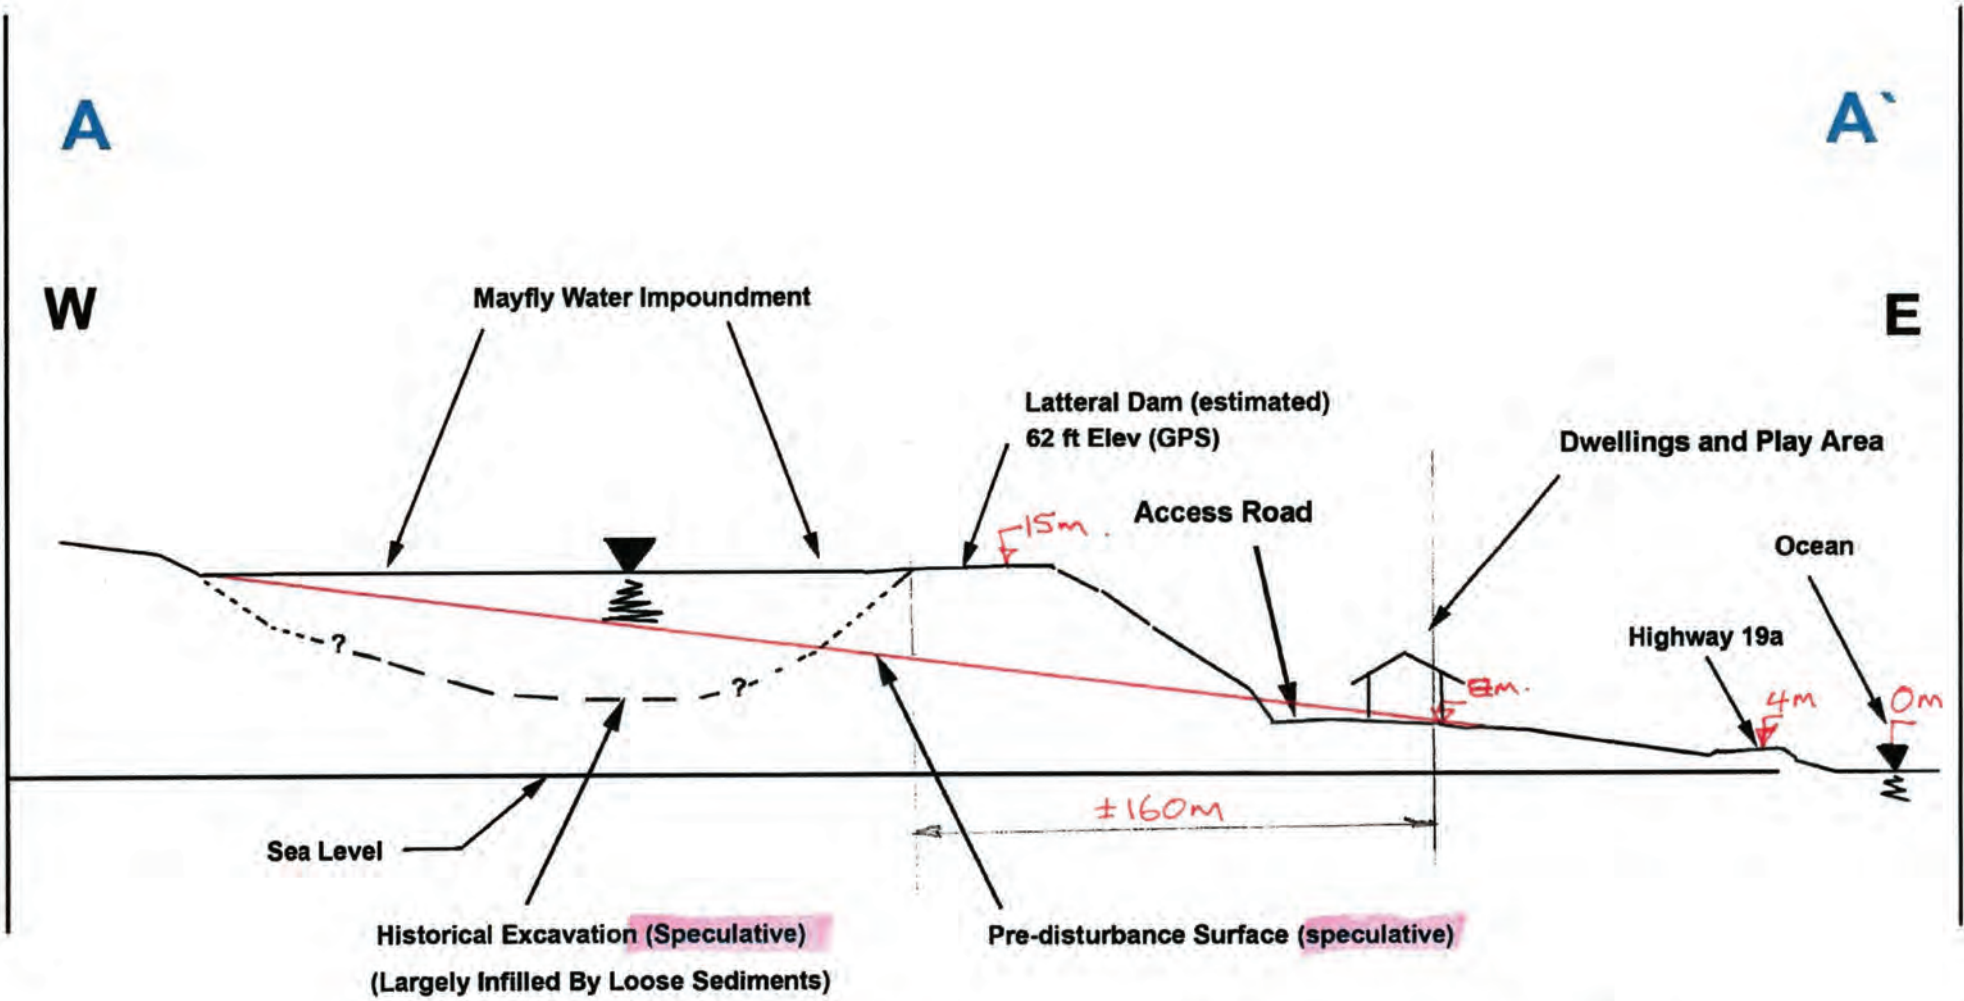 A
A`
W
E
Mayfly Water Impoundment
Latteral Dam (estimated)
62 ft Elev (GPS)
Dwellings and Play Area
15m
Access Road
Ocean
Highway 19a
?
?
4m
0m
±160m
Sea Level
Historical Excavation (Speculative)
(Largely Infilled By Loose Sediments)
Pre-disturbance Surface (speculative)